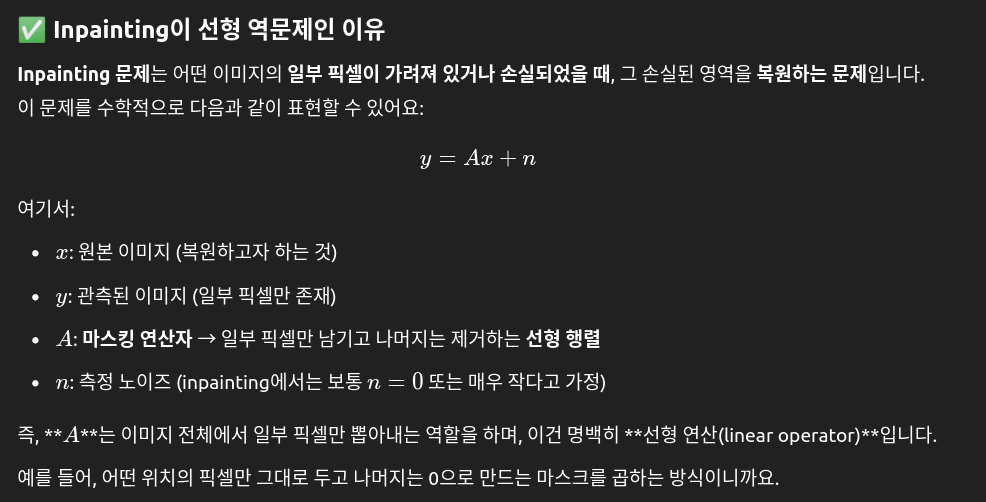 ✅ Inpainting이 선형 역문제인 이유
Inpainting 문제는 어떤 이미지의 일부 픽셀이 가려져 있거나 손실되었을 때, 그 손실된 영역을 복원하는 문제입니다.
이 문제를 수학적으로 다음과 같이 표현할 수 있어요:
y = Ax + n
여기서:
• x: 원본 이미지 (복원하고자 하는 것)
• y: 관측된 이미지 (일부 픽셀만 존재)
• A: 마스킹 연산자 → 일부 픽셀만 남기고 나머지는 제거하는 선형 행렬
• n: 측정 노이즈 (inpainting에서는 보통 n = 0 또는 매우 작다고 가정)
즉, **A**는 이미지 전체에서 일부 픽셀만 뽑아내는 역할을 하며, 이건 명백히 **선형 연산(linear operator)**입니다.
예를 들어, 어떤 위치의 픽셀만 그대로 두고 나머지는 0으로 만드는 마스크를 곱하는 방식이니까요.